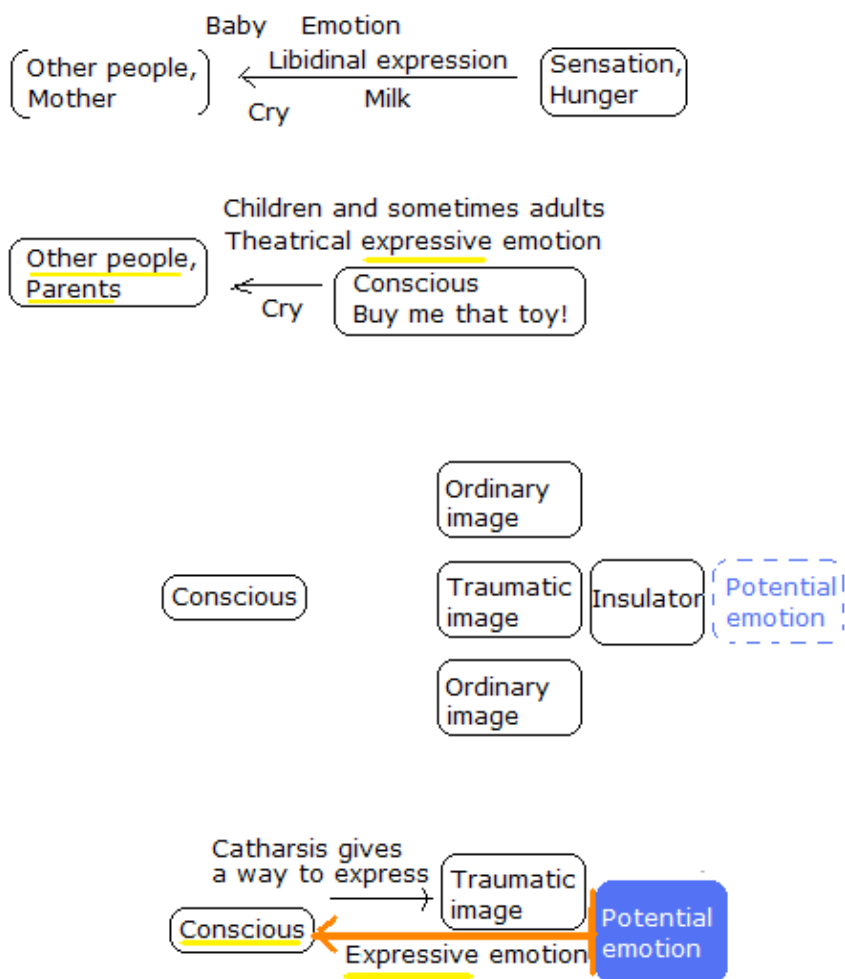 Baby Emotion
Other people,
Mother
Libidinal expression
Cry
Milk
Sensation,
Hunger
Children and sometimes adults
Theatrical expressive emotion
Other people,
Parents
Cry
Conscious
Buy me that toy!
Ordinary
image
Conscious
Traumatic
image
Insulator
Potential
emotion
Ordinary
image
Catharsis gives
a way to express
Traumatic
image
Conscious
Expressive emotion
Potential
emotion